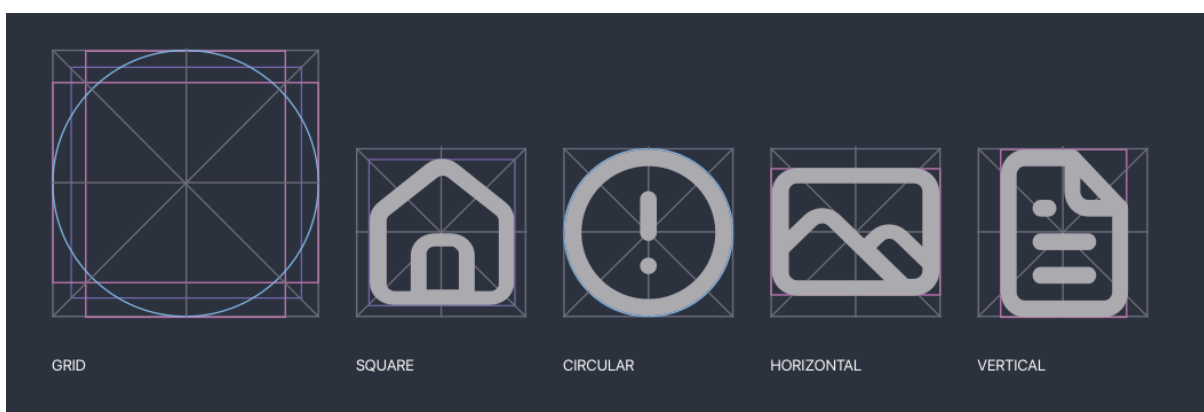 GRID
SQUARE
CIRCULAR
HORIZONTAL
VERTICAL